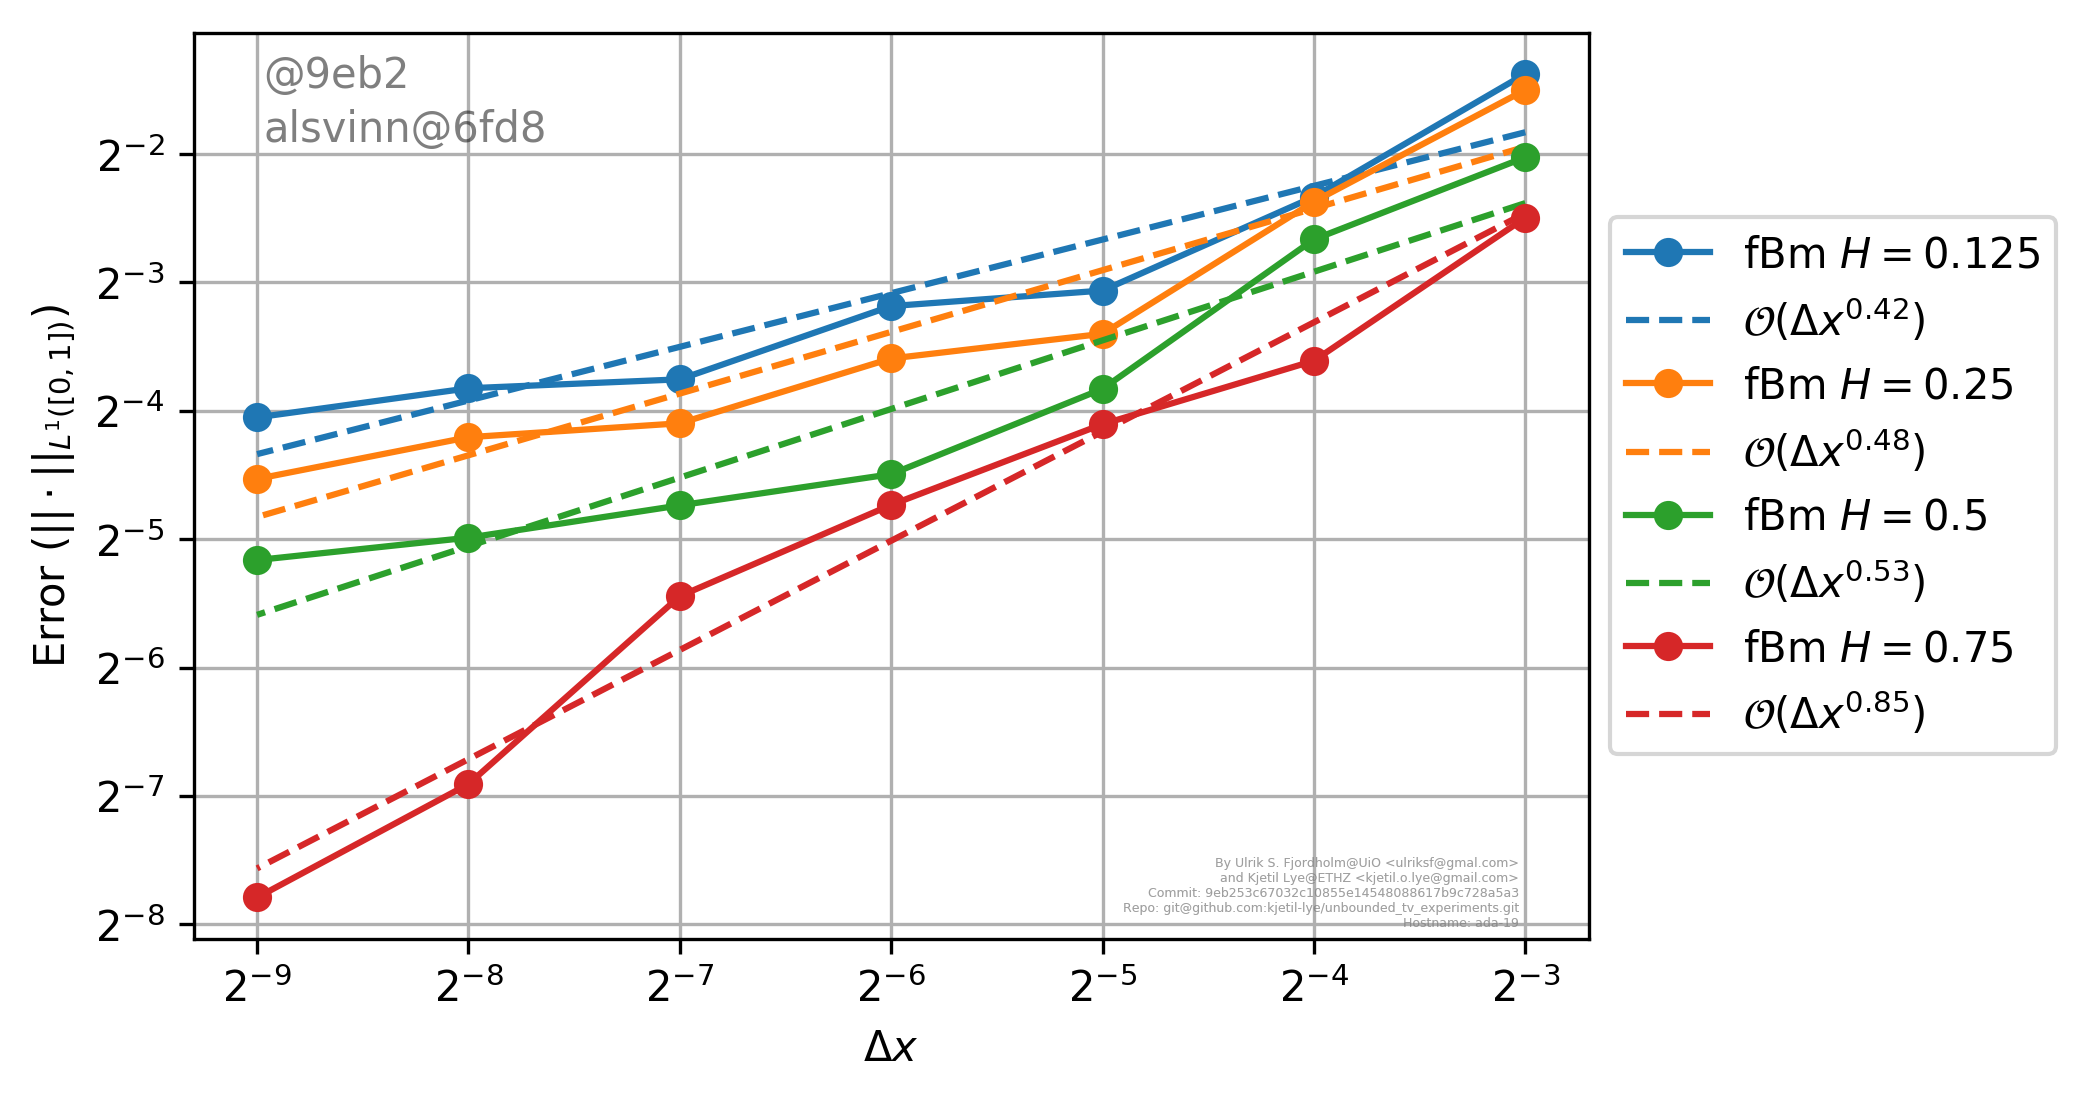 @9eb2
alsvinn@6fd8
Error (|| · ||_{L^1([0, 1])})
2^{-2}
2^{-3}
2^{-4}
2^{-5}
2^{-6}
2^{-7}
2^{-8}
2^{-9} 2^{-8} 2^{-7} 2^{-6} 2^{-5} 2^{-4} 2^{-3}
Δx
fBm H = 0.125
𝒪(Δx^{0.42})
fBm H = 0.25
𝒪(Δx^{0.48})
fBm H = 0.5
𝒪(Δx^{0.53})
fBm H = 0.75
𝒪(Δx^{0.85})
By Ulrik S. Fjordholm@UiO <ulriksf@gmal.com>
and Kjetil Lye@ETHZ <kjetil.o.lye@gmail.com>
Commit: 9eb253c67032c10855e14548088617b9c728a5a3
Repo: git@github.com:kjetil-lye/unbounded_tv_experiments.git
Hostname: ada-19